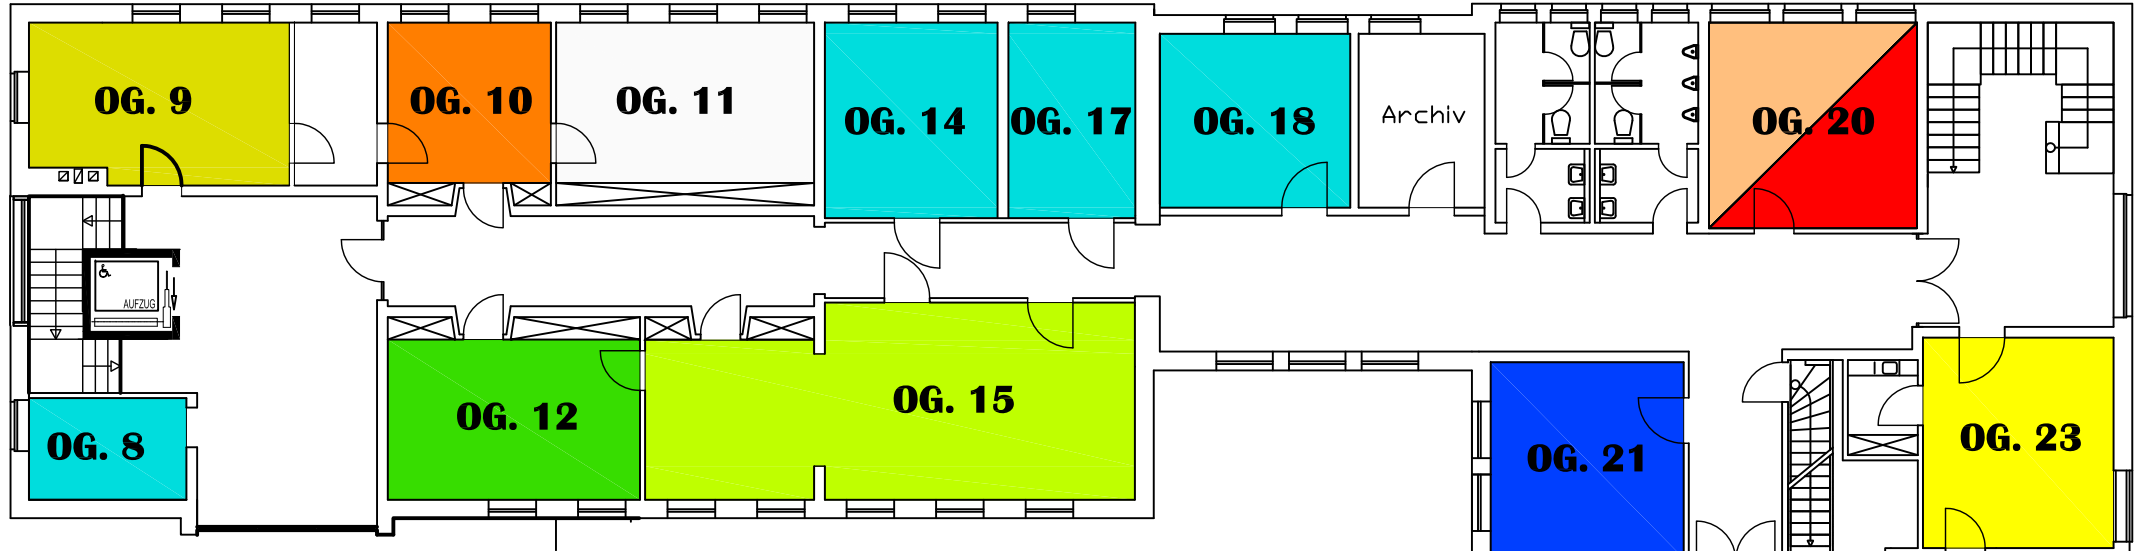 OG. 9
OG. 10
OG. 11
OG. 14
OG. 17
OG. 18
Archiv
OG. 20
AUFZUG
OG. 8
OG. 12
OG. 15
OG. 21
OG. 23